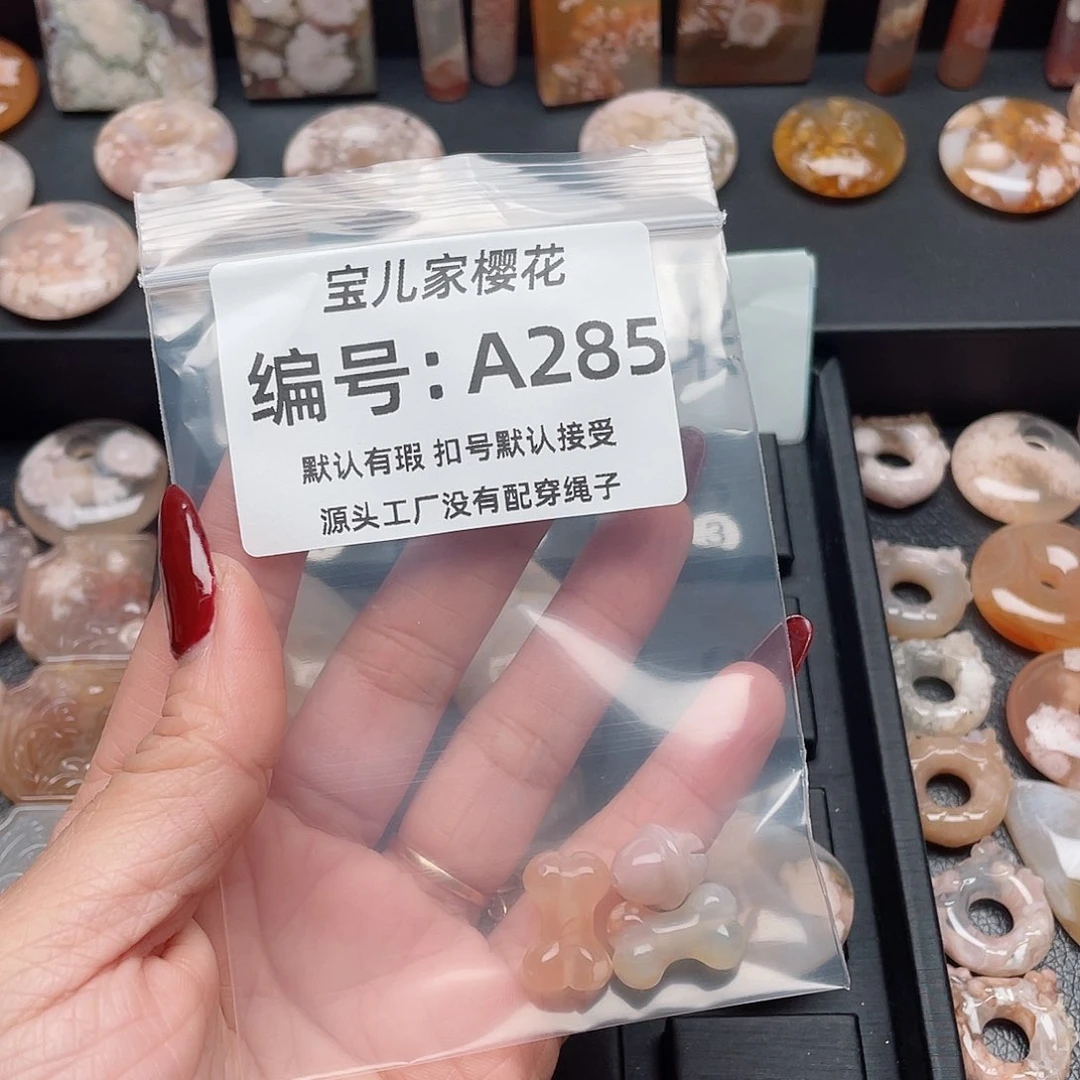 宝儿家樱花
编号：A285
默认有瑕 扣号默认接受
源头工厂没有配穿绳子
3